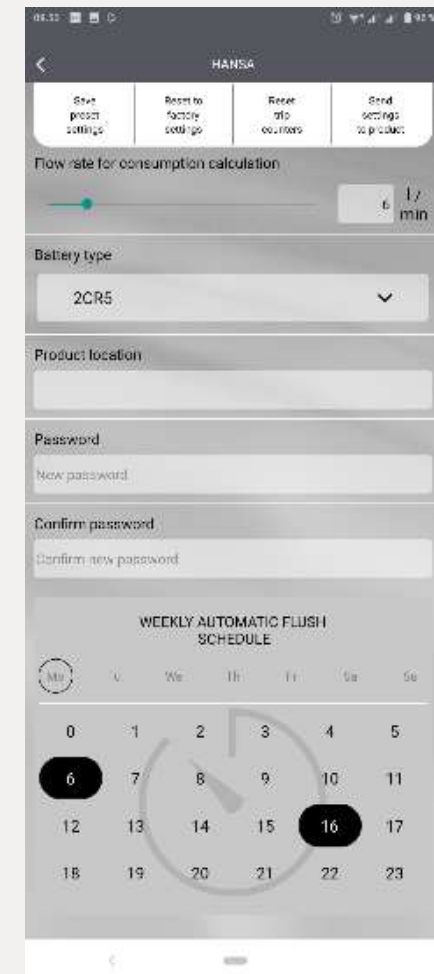 HANSA
Save
preset
settings
Reset to
factory
settings
Reset
trip
counters
Send
settings
to product
Flow rate for consumption calculation
6
l/
min
Battery type
2CR5
Product location
Password
New password
Confirm password
Confirm new password
WEEKLY AUTOMATIC FLUSH
SCHEDULE
Mo We Th Fr Sa Su
0 1 2 3 4 5
6 7 8 9 10 11
12 13 14 15 16 17
18 19 20 21 22 23